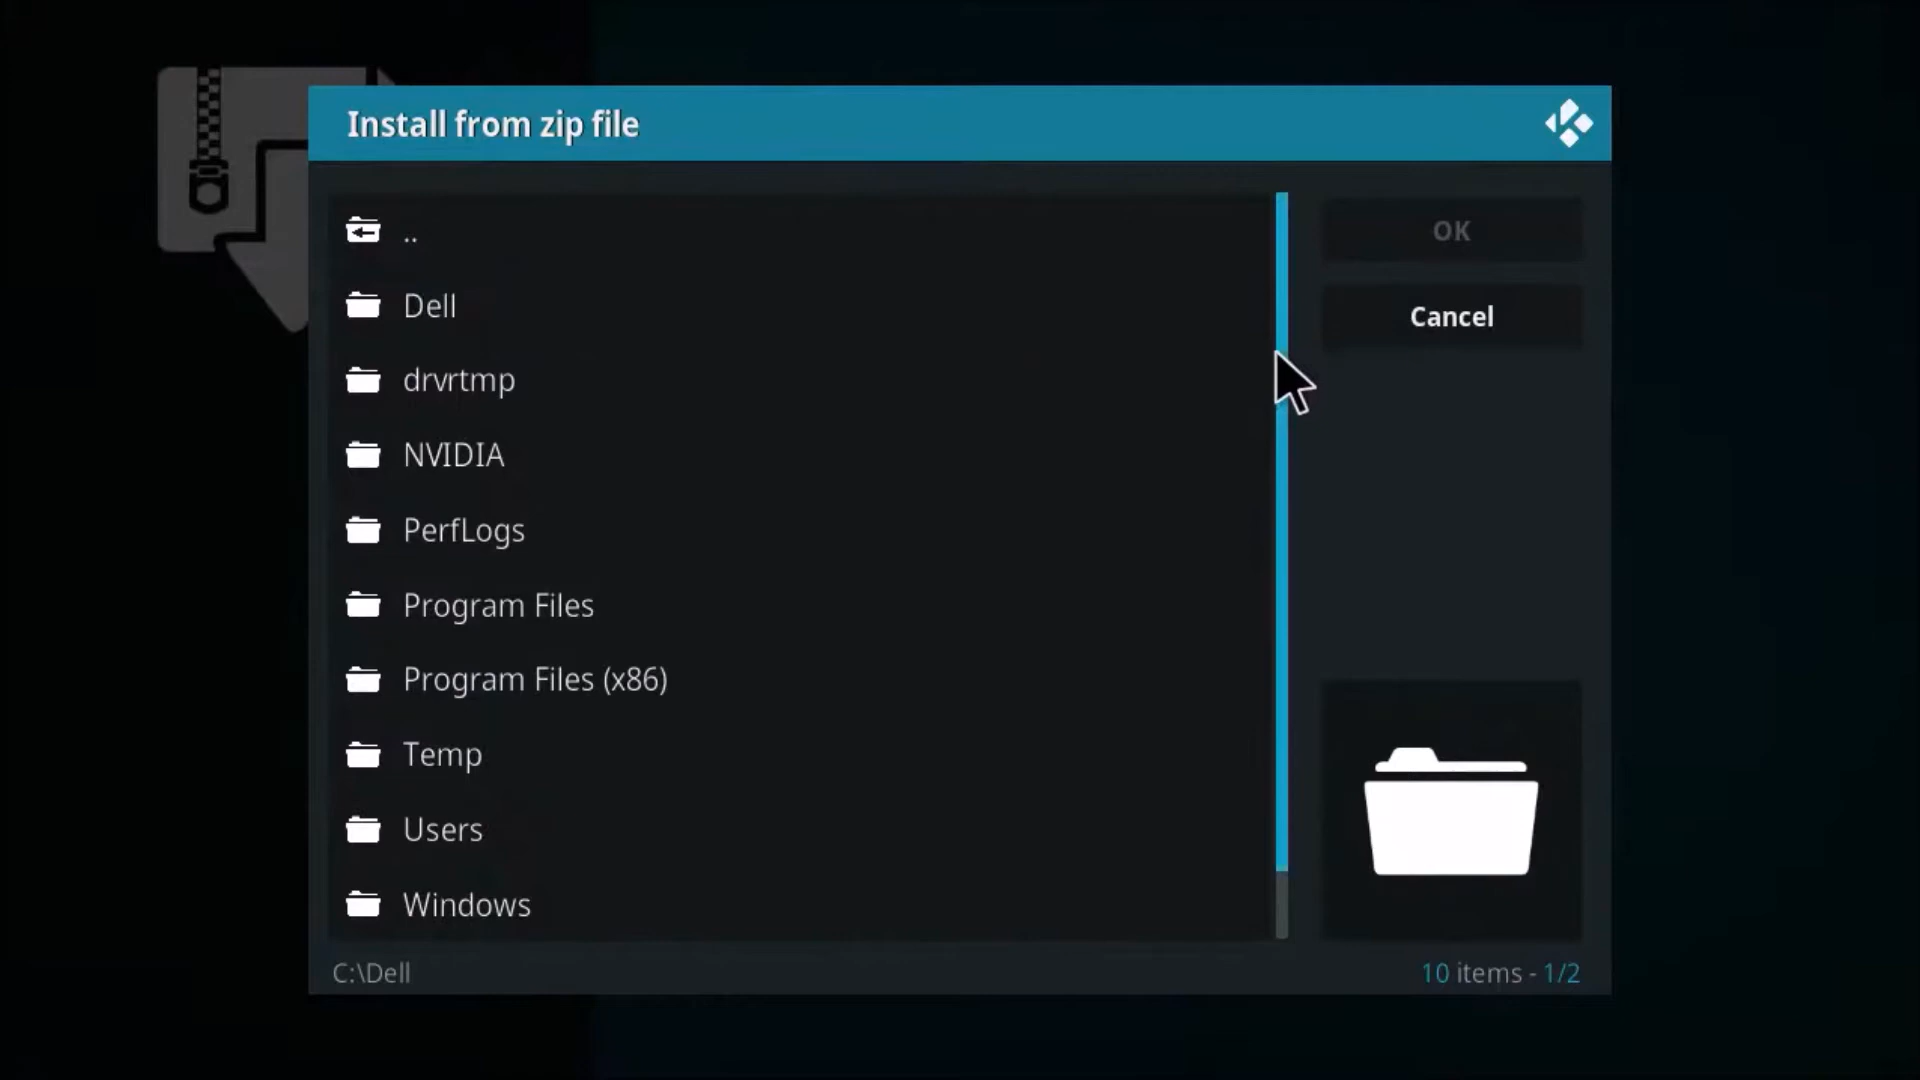 Install from zip file
..
OK
Dell
Cancel
drvrtmp
NVIDIA
PerfLogs
Program Files
Program Files (x86)
Temp
Users
Windows
C:\Dell
10 items - 1/2